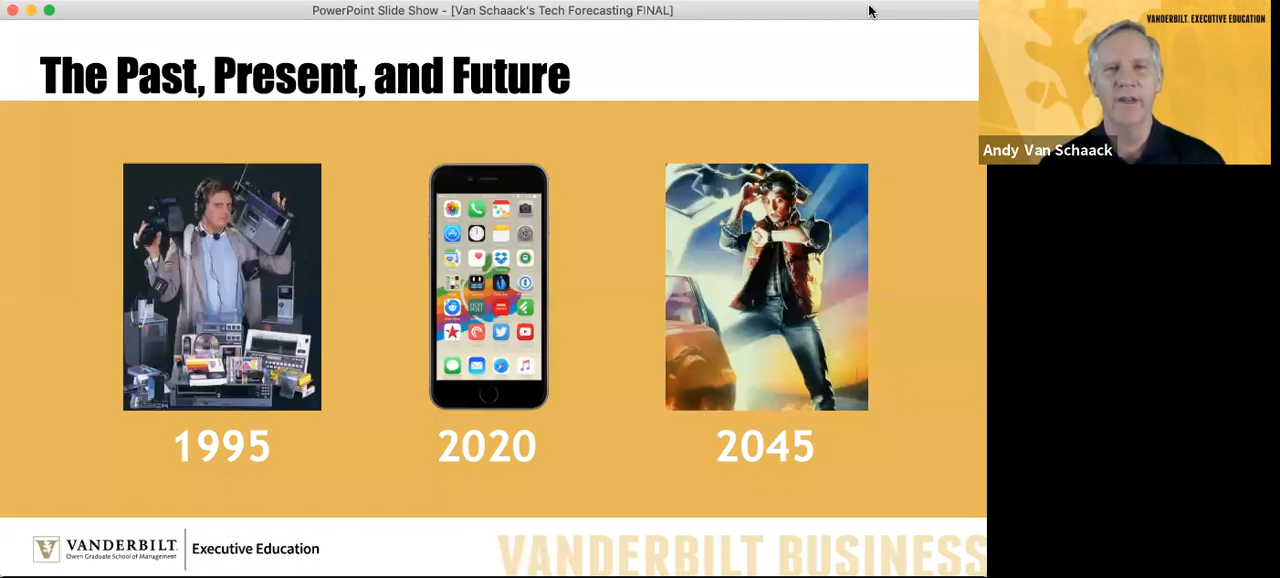 PowerPoint Slide Show - [Van Schaack's Tech Forecasting FINAL]
VANDERBILT. EXECUTIVE EDUCATION
The Past, Present, and Future
Andy Van Schaack
1995
2020
2045
VANDERBILT
Owen Graduate School of Management
Executive Education
VANDERBILT BUSINESS